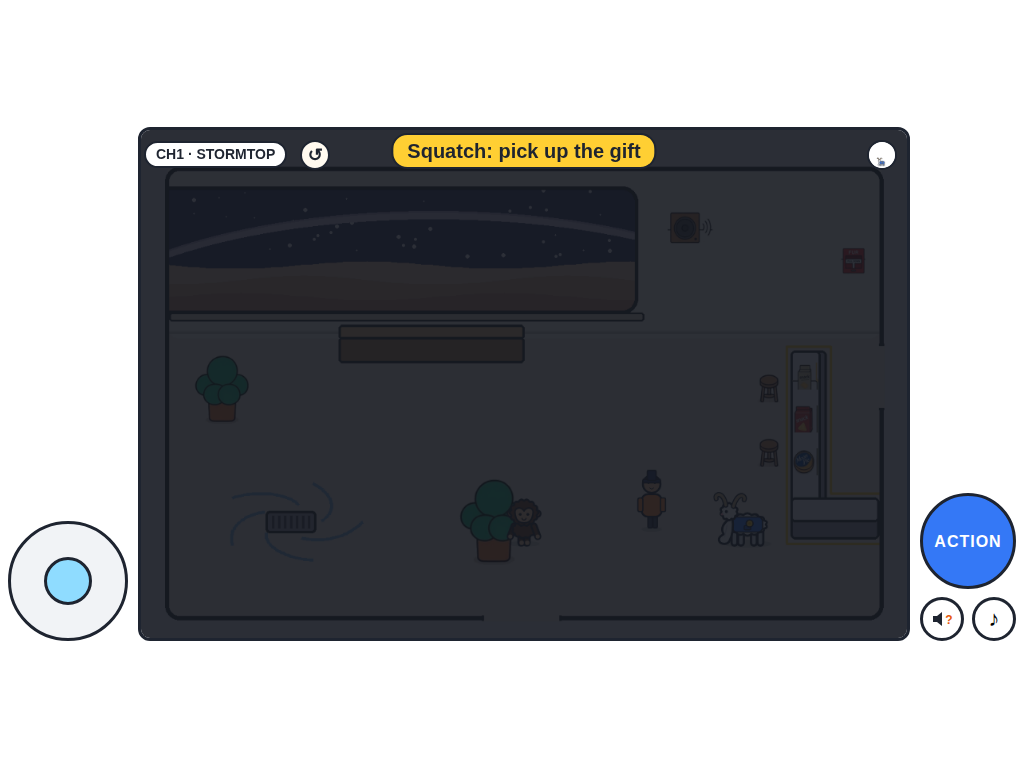 CH1 · STORMTOP
↺
Squatch: pick up the gift
ACTION
?
♪